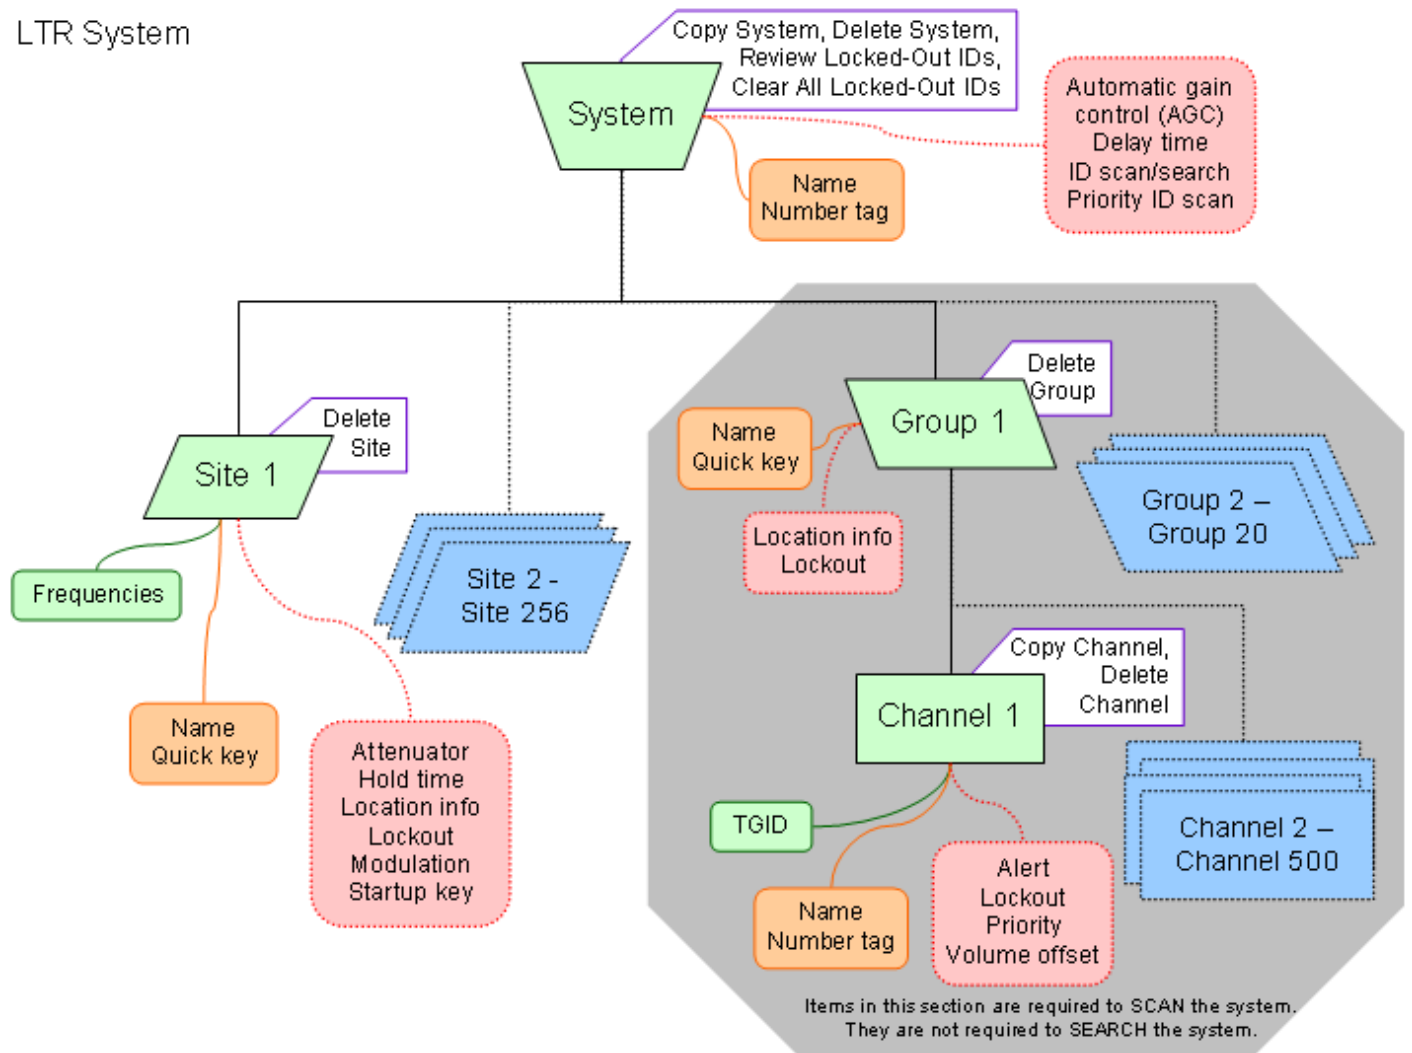 LTR System
Copy System, Delete System,
Review Locked-Out IDs,
Clear All Locked-Out IDs
System
Automatic gain
control (AGC)
Delay time
ID scan/search
Priority ID scan
Name
Number tag
Delete
Site
Site 1
Frequencies
Name
Quick key
Attenuator
Hold time
Location info
Lockout
Modulation
Startup key
Site 2 -
Site 256
Delete
Group
Group 1
Name
Quick key
Location info
Lockout
Group 2 –
Group 20
Copy Channel,
Delete
Channel
Channel 1
TGID
Name
Number tag
Alert
Lockout
Priority
Volume offset
Channel 2 –
Channel 500
Items in this section are required to SCAN the system.
They are not required to SEARCH the system.